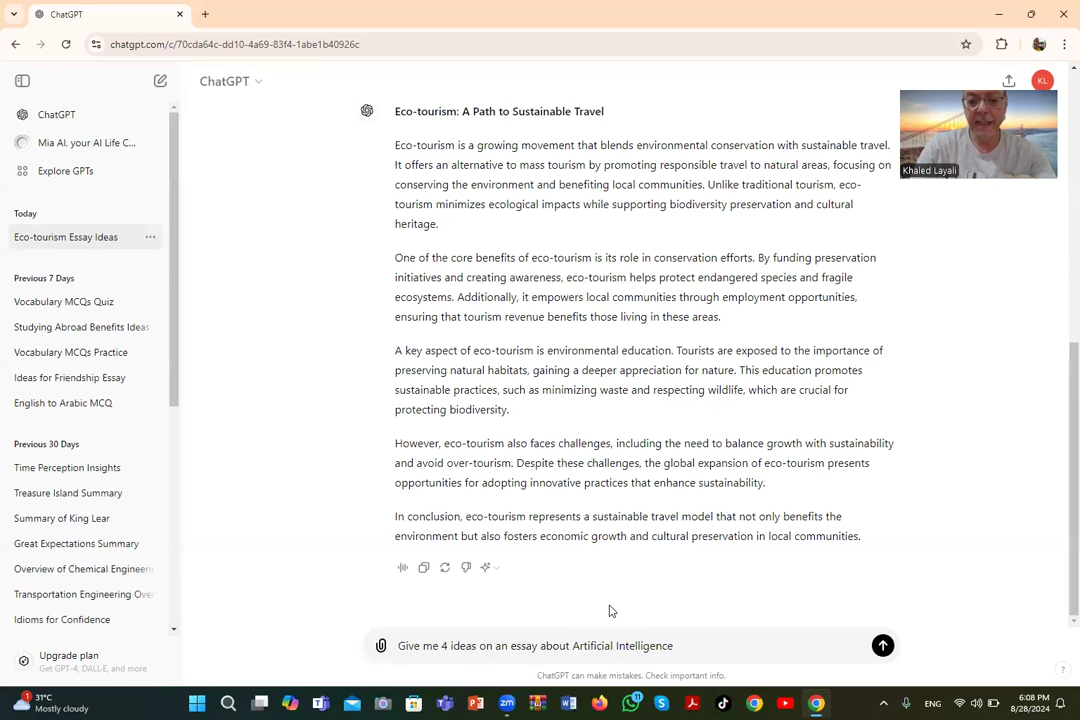 ChatGPT
chatgpt.com/c/70cda64c-dd10-4a69-83f4-1abe1b40926c
ChatGPT
KL
ChatGPT
Mia AI, your AI Life C...
Explore GPTs
Today
Eco-tourism Essay Ideas
Previous 7 Days
Vocabulary MCQs Quiz
Studying Abroad Benefits Ideas
Vocabulary MCQs Practice
Ideas for Friendship Essay
English to Arabic MCQ
Previous 30 Days
Time Perception Insights
Treasure Island Summary
Summary of King Lear
Great Expectations Summary
Overview of Chemical Engineerin
Transportation Engineering Ove
Idioms for Confidence
Upgrade plan
Get GPT-4, DALL-E, and more
Khaled Layali
Eco-tourism: A Path to Sustainable Travel
Eco-tourism is a growing movement that blends environmental conservation with sustainable travel.
It offers an alternative to mass tourism by promoting responsible travel to natural areas, focusing on
conserving the environment and benefiting local communities. Unlike traditional tourism, eco-
tourism minimizes ecological impacts while supporting biodiversity preservation and cultural
heritage.
One of the core benefits of eco-tourism is its role in conservation efforts. By funding preservation
initiatives and creating awareness, eco-tourism helps protect endangered species and fragile
ecosystems. Additionally, it empowers local communities through employment opportunities,
ensuring that tourism revenue benefits those living in these areas.
A key aspect of eco-tourism is environmental education. Tourists are exposed to the importance of
preserving natural habitats, gaining a deeper appreciation for nature. This education promotes
sustainable practices, such as minimizing waste and respecting wildlife, which are crucial for
protecting biodiversity.
However, eco-tourism also faces challenges, including the need to balance growth with sustainability
and avoid over-tourism. Despite these challenges, the global expansion of eco-tourism presents
opportunities for adopting innovative practices that enhance sustainability.
In conclusion, eco-tourism represents a sustainable travel model that not only benefits the
environment but also fosters economic growth and cultural preservation in local communities.
Give me 4 ideas on an essay about Artificial Intelligence
ChatGPT can make mistakes. Check important info.
?
1
31°C
Mostly cloudy
11
ENG
6:08 PM
8/28/2024